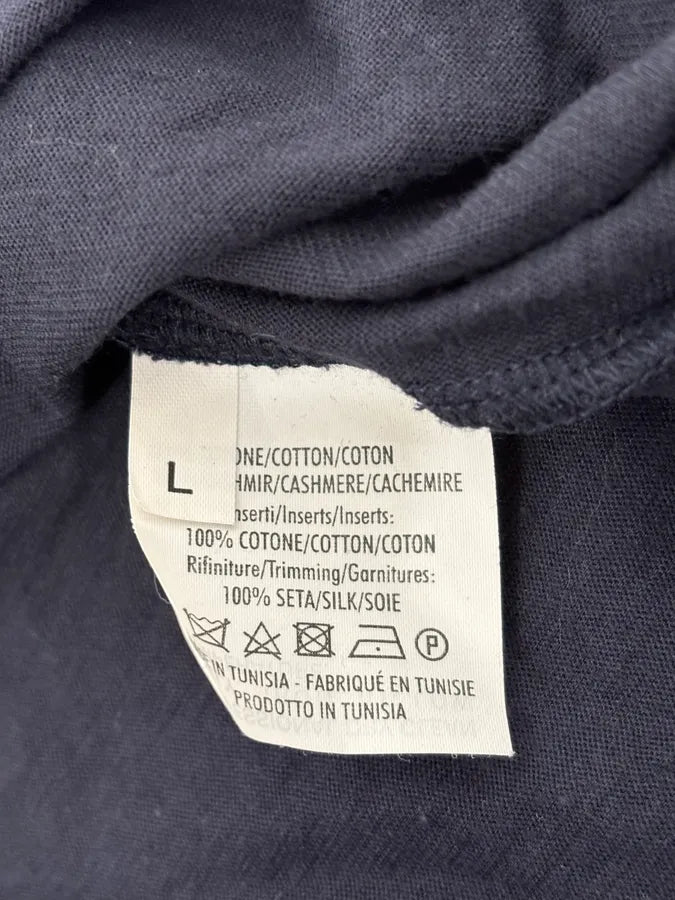 L
ONE/COTTON/COTON
HMIR/CASHMERE/CACHEMIRE
nserti/Inserts/Inserts:
100% COTONE/COTTON/COTON
Rifiniture/Trimming/Garnitures:
100% SETA/SILK/SOIE
P
E IN TUNISIA - FABRIQUÉ EN TUNISIE
PRODOTTO IN TUNISIA